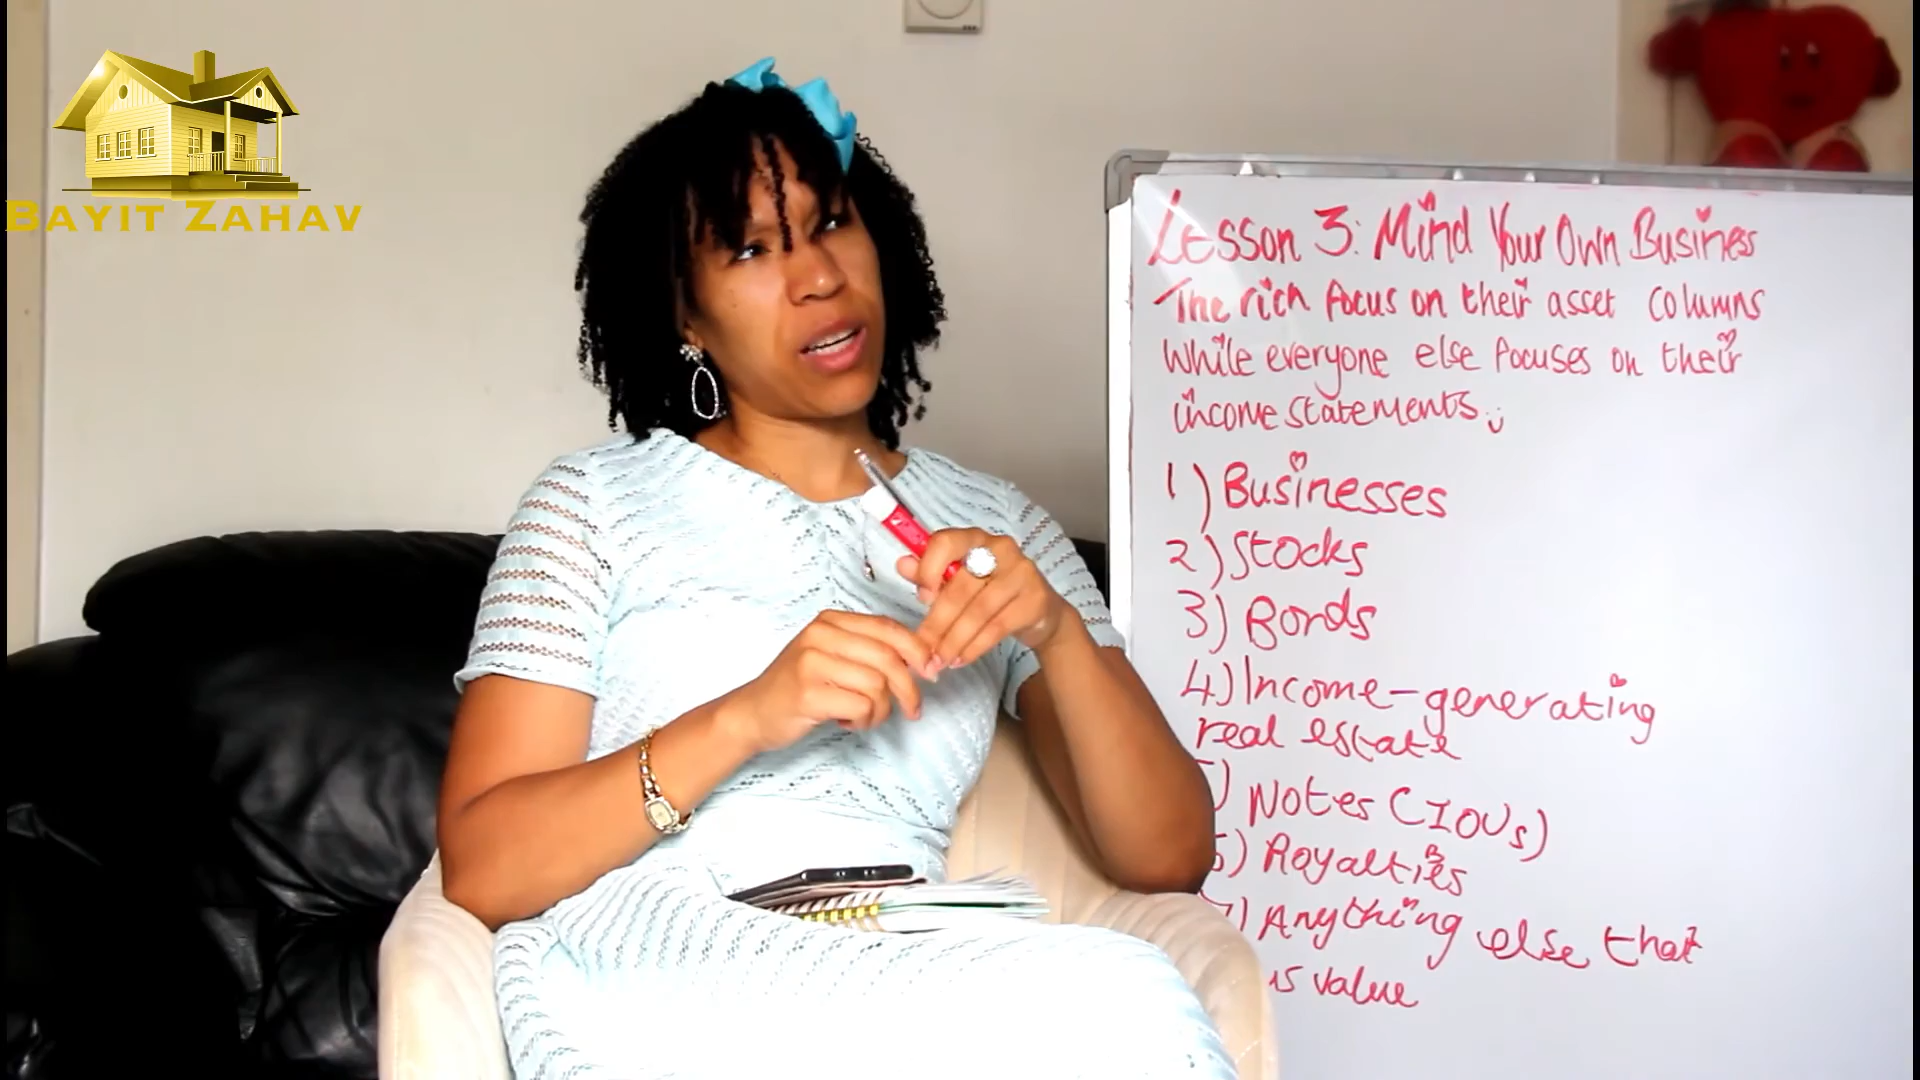 BAYIT ZAHAV
Lesson 3: Mind Your Own Business
The rich focus on their asset columns
While everyone else focuses on their
income statements.
1) Businesses
2) Stocks
3) Bonds
4) Income-generating
real estate
) Notes (IOUs)
) Royalties
7) Anything else that
value